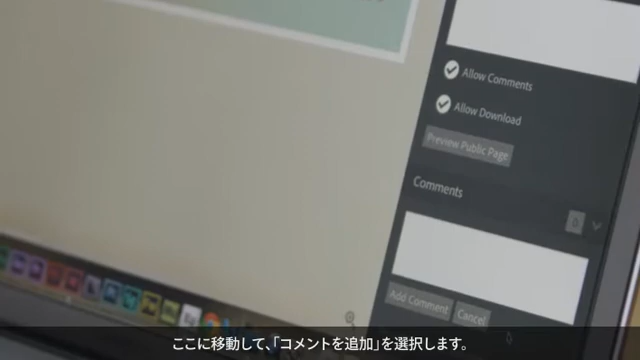 Allow Comments
Allow Download
Preview Public Page
Comments
Add Comment
Cancel
ここに移動して、「コメントを追加」を選択します。